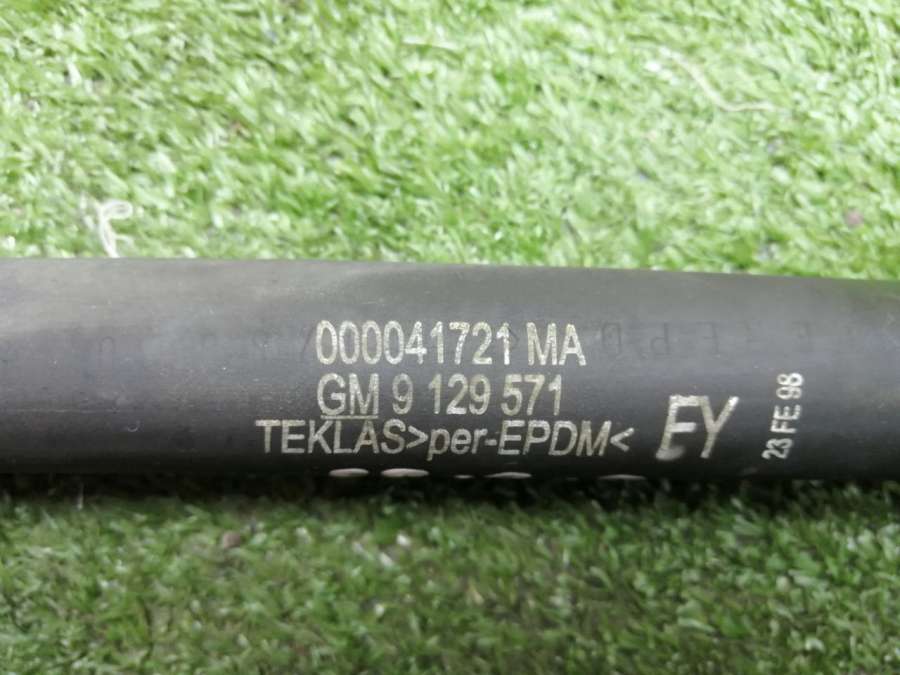 000041721 MA
GM 9 129 571
TEKLAS>per-EPDM<
EY
23 FE 98